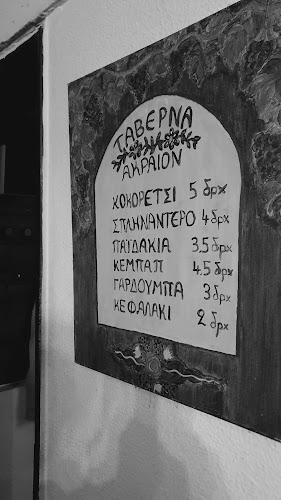 ΤΑΒΕΡΝΑ
ΑΚΡΑΙΟΝ
ΚΟΚΟΡΕΤΣΙ 5 δρχ
ΣΠΛΗΝΑΝΤΕΡΟ 4 δρχ
ΠΑΪΔΑΚΙΑ 3,5 δρχ
ΚΕΜΠΑΠ 4.5 δρχ
ΓΑΡΔΟΥΜΠΑ 3 δρχ
ΚΕΦΑΛΑΚΙ 2 δρχ